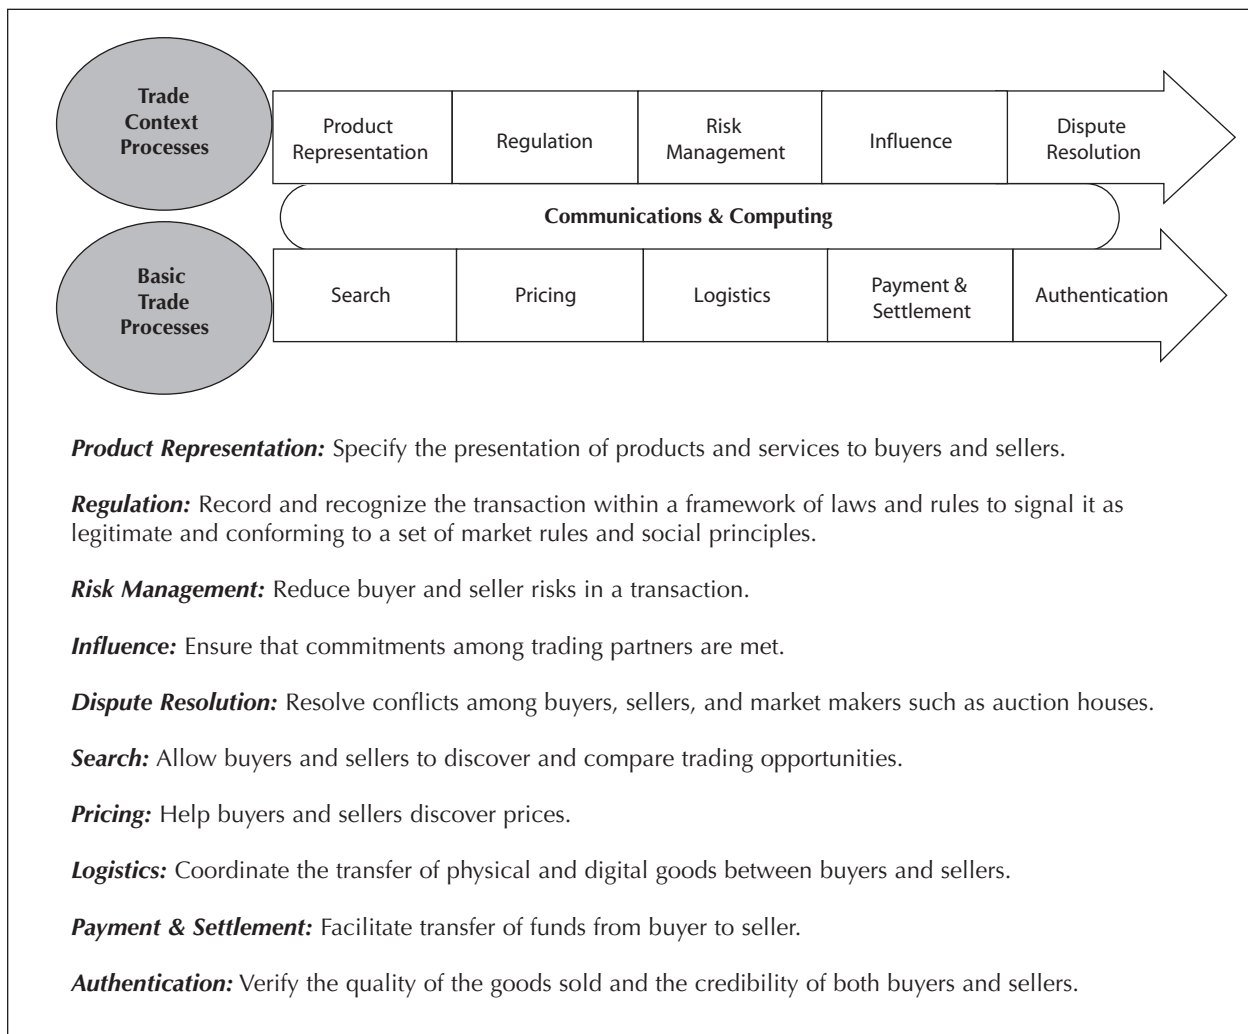 Trade
Context
Processes
Product
Representation
Regulation
Risk
Management
Influence
Dispute
Resolution
Communications & Computing
Basic
Trade
Processes
Search
Pricing
Logistics
Payment &
Settlement
Authentication
Product Representation: Specify the presentation of products and services to buyers and sellers.
Regulation: Record and recognize the transaction within a framework of laws and rules to signal it as
legitimate and conforming to a set of market rules and social principles.
Risk Management: Reduce buyer and seller risks in a transaction.
Influence: Ensure that commitments among trading partners are met.
Dispute Resolution: Resolve conflicts among buyers, sellers, and market makers such as auction houses.
Search: Allow buyers and sellers to discover and compare trading opportunities.
Pricing: Help buyers and sellers discover prices.
Logistics: Coordinate the transfer of physical and digital goods between buyers and sellers.
Payment & Settlement: Facilitate transfer of funds from buyer to seller.
Authentication: Verify the quality of the goods sold and the credibility of both buyers and sellers.